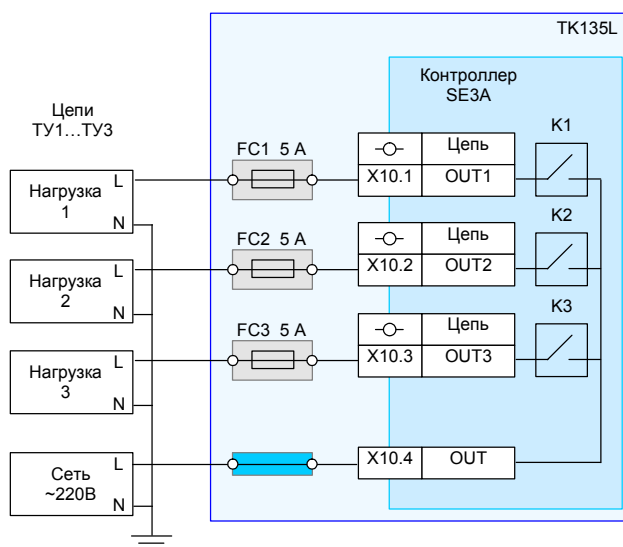 TK135L
Контроллер
SE3A
Цепи
ТУ1…ТУ3
FC1 5 A
Цепь
K1
Нагрузка
1
L
N
X10.1
OUT1
FC2 5 A
Цепь
K2
Нагрузка
2
L
N
X10.2
OUT2
FC3 5 A
Цепь
K3
Нагрузка
3
L
N
X10.3
OUT3
Сеть
~220В
L
N
X10.4
OUT